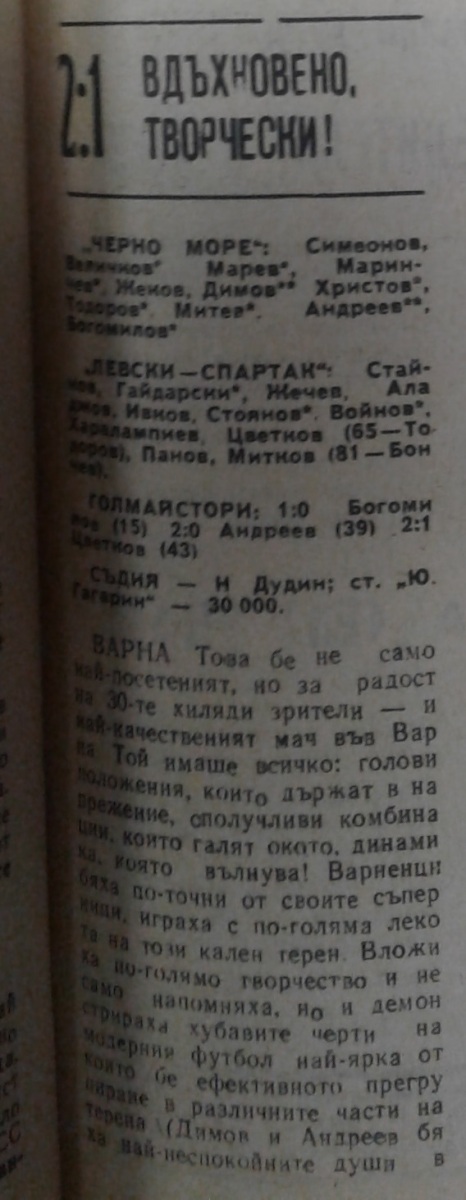 2:1 ВДЪХНОВЕНО,
ТВОРЧЕСКИ!
„ЧЕРНО МОРЕ“: Симеонов,
Величков* Марев*, Марин-
чев*, Женов, Димов** Христов*,
Тодоров*. Митев*. Андреев**,
Богомилов*
„ЛЕВСКИ—СПАРТАК“: Стай-
нов, Гайдарски*, Жечев, Ала
джов, Ивков, Стоянов*. Войнов*,
Харалампиев, Цветков (65—То-
доров), Панов, Митков (81—Бон
чев).
ГОЛМАЙСТОРИ: 1:0 Богоми
лов (15) 2:0 Андреев (39) 2:1
Цветков (43)
СЪДИЯ — Н Дудин; ст. „Ю.
Гагарин“ — 30 000.
ВАРНА Това бе не само
най-посетеният, но за радост
на 30-те хиляди зрители — и
най-качественият мач във Вар
на Той имаше всичко: голови
положения, които държат в на
прежение, сполучливи комбина
ции, които галят окото, динами
ка, която вълнува! Варненци
бяха по-точни от своите съпер
ници, играха с по-голяма леко
та на този кален терен. Вложи
ха по-голямо творчество и не
само напомняха, но и демон
стрираха хубавите черти на
модерния футбол най-ярка от
които бе ефективното прегру
пиране в различните части на
терена (Димов и Андреев бя
ха най-неспокойните души в